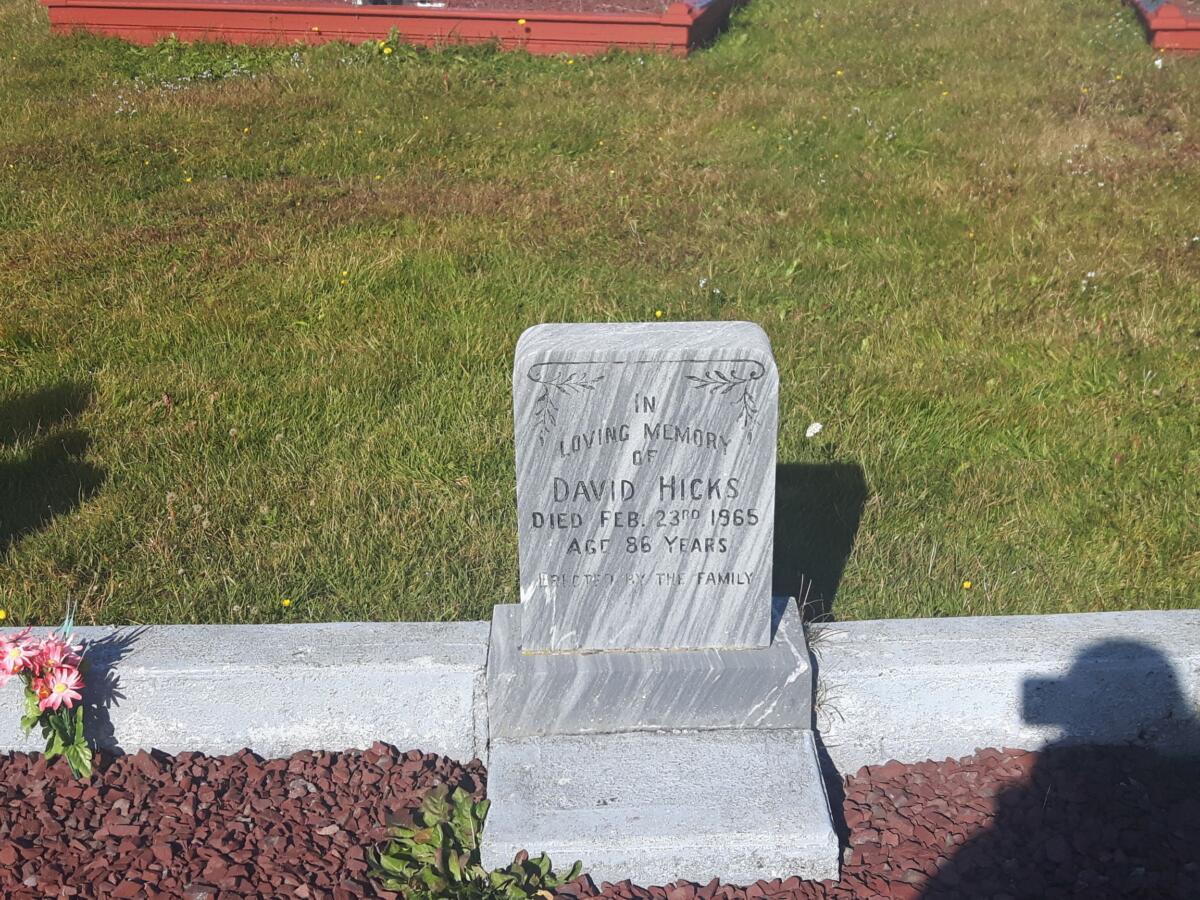 IN
LOVING MEMORY
OF
DAVID HICKS
DIED FEB. 23RD 1965
AGE 86 YEARS
ERECTED BY THE FAMILY